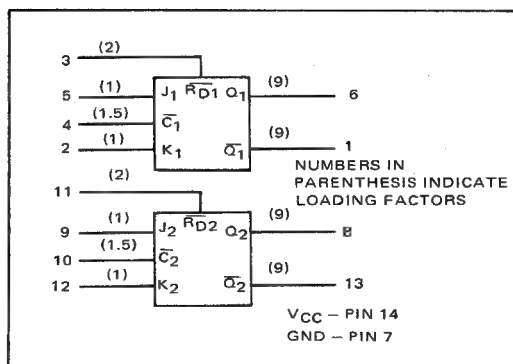 (2)
3
(1)
5
J1 R̅D̅1̅ Q1
(9)
6
(1.5)
4
C̅1
(1)
2
K1
Q̅1̅
(9)
1
NUMBERS IN
PARENTHESIS INDICATE
LOADING FACTORS
(2)
11
(1)
9
J2 R̅D̅2̅ Q2
(9)
8
(1.5)
10
C̅2
(1)
12
K2
Q̅2̅
(9)
13
VCC – PIN 14
GND – PIN 7